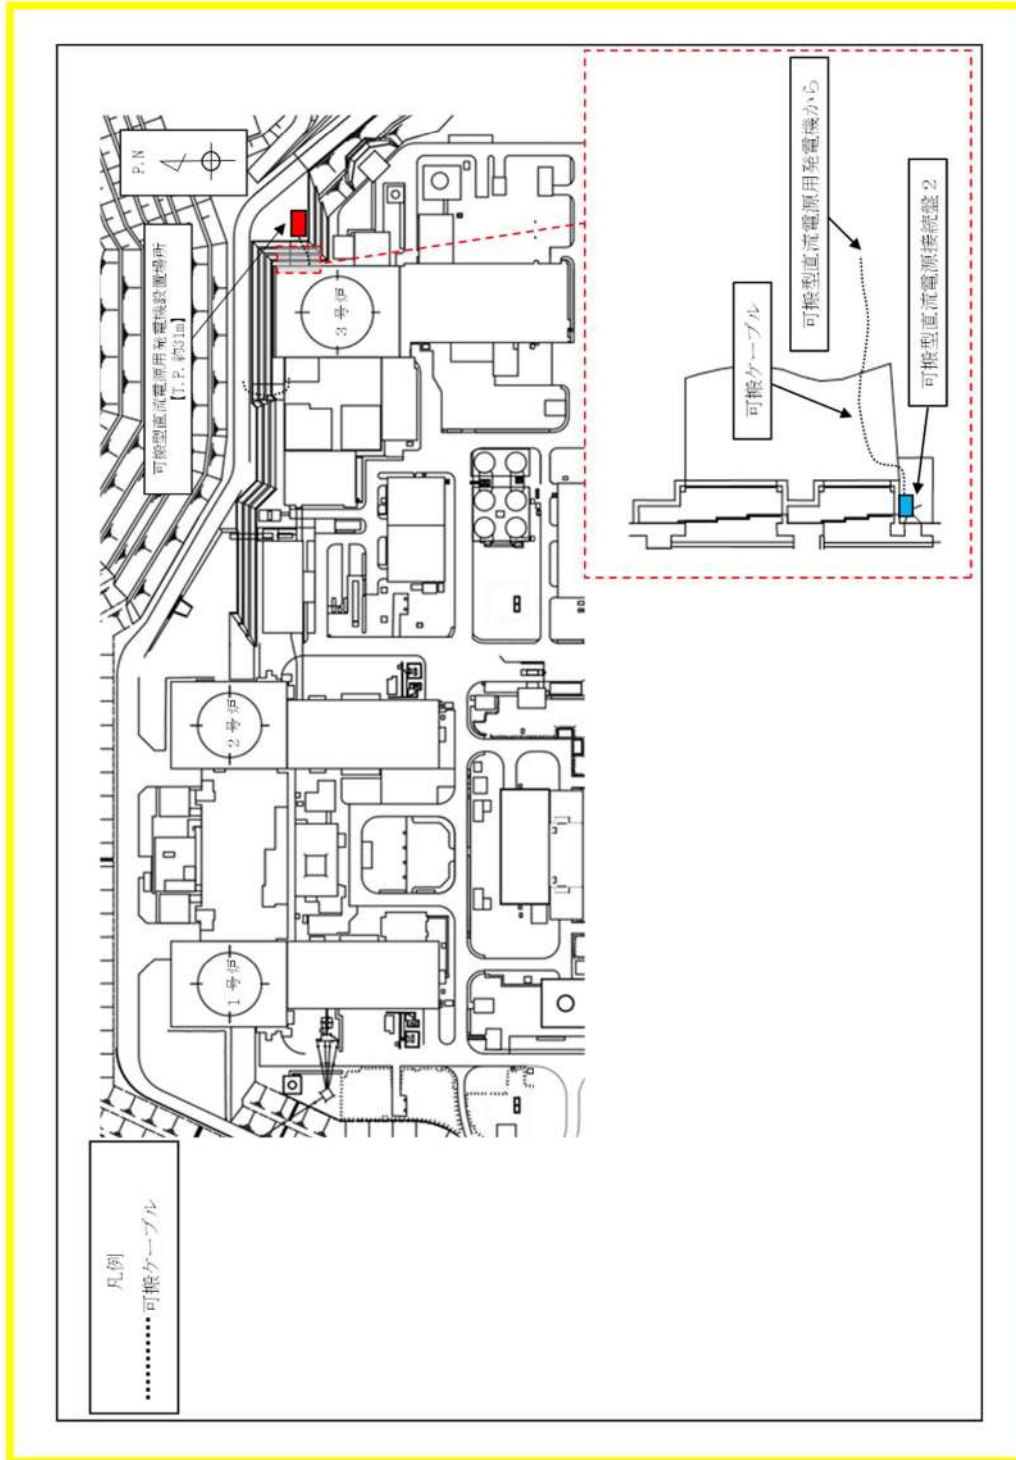 P.N
可搬型直流電源用発電機設置場所
【T.P.約31m】
3号炉
2号炉
1号炉
可搬型直流電源用発電機から
可搬ケーブル
可搬型直流電源接続盤2
凡例
可搬ケーブル